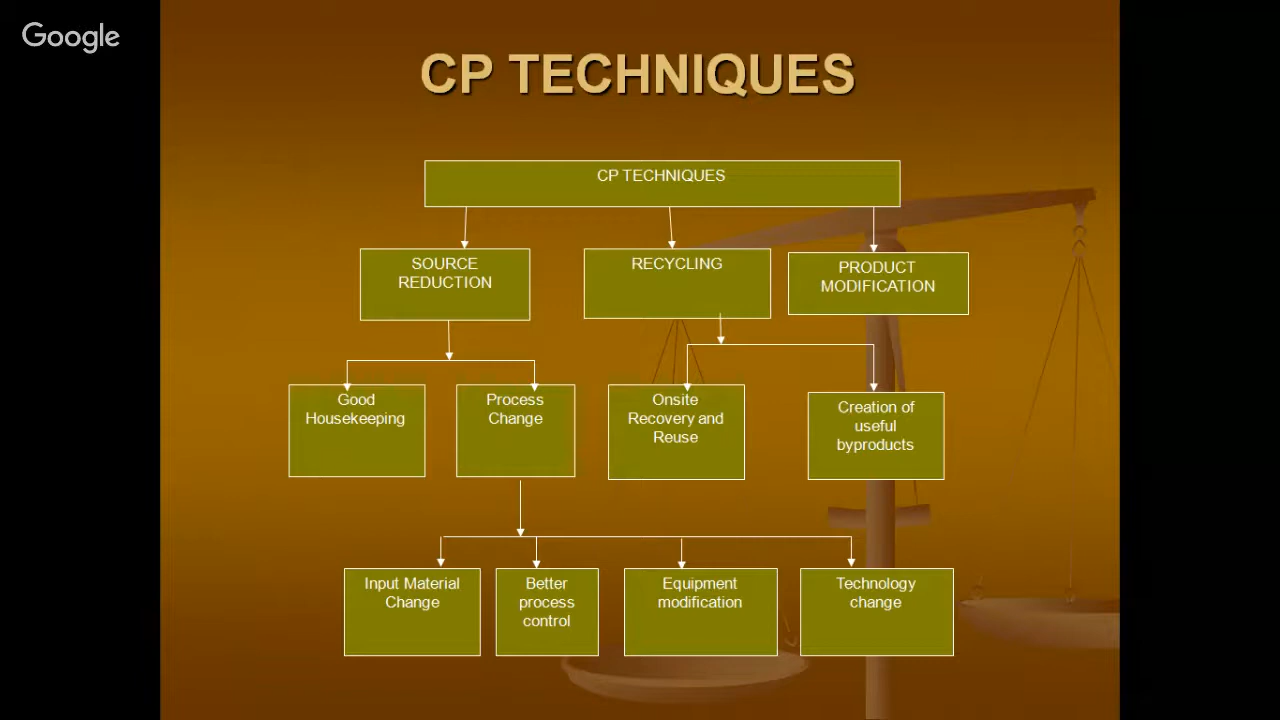 Google
CP TECHNIQUES
CP TECHNIQUES
SOURCE
REDUCTION
RECYCLING
PRODUCT
MODIFICATION
Good
Housekeeping
Process
Change
Onsite
Recovery and
Reuse
Creation of
useful
byproducts
Input Material
Change
Better
process
control
Equipment
modification
Technology
change